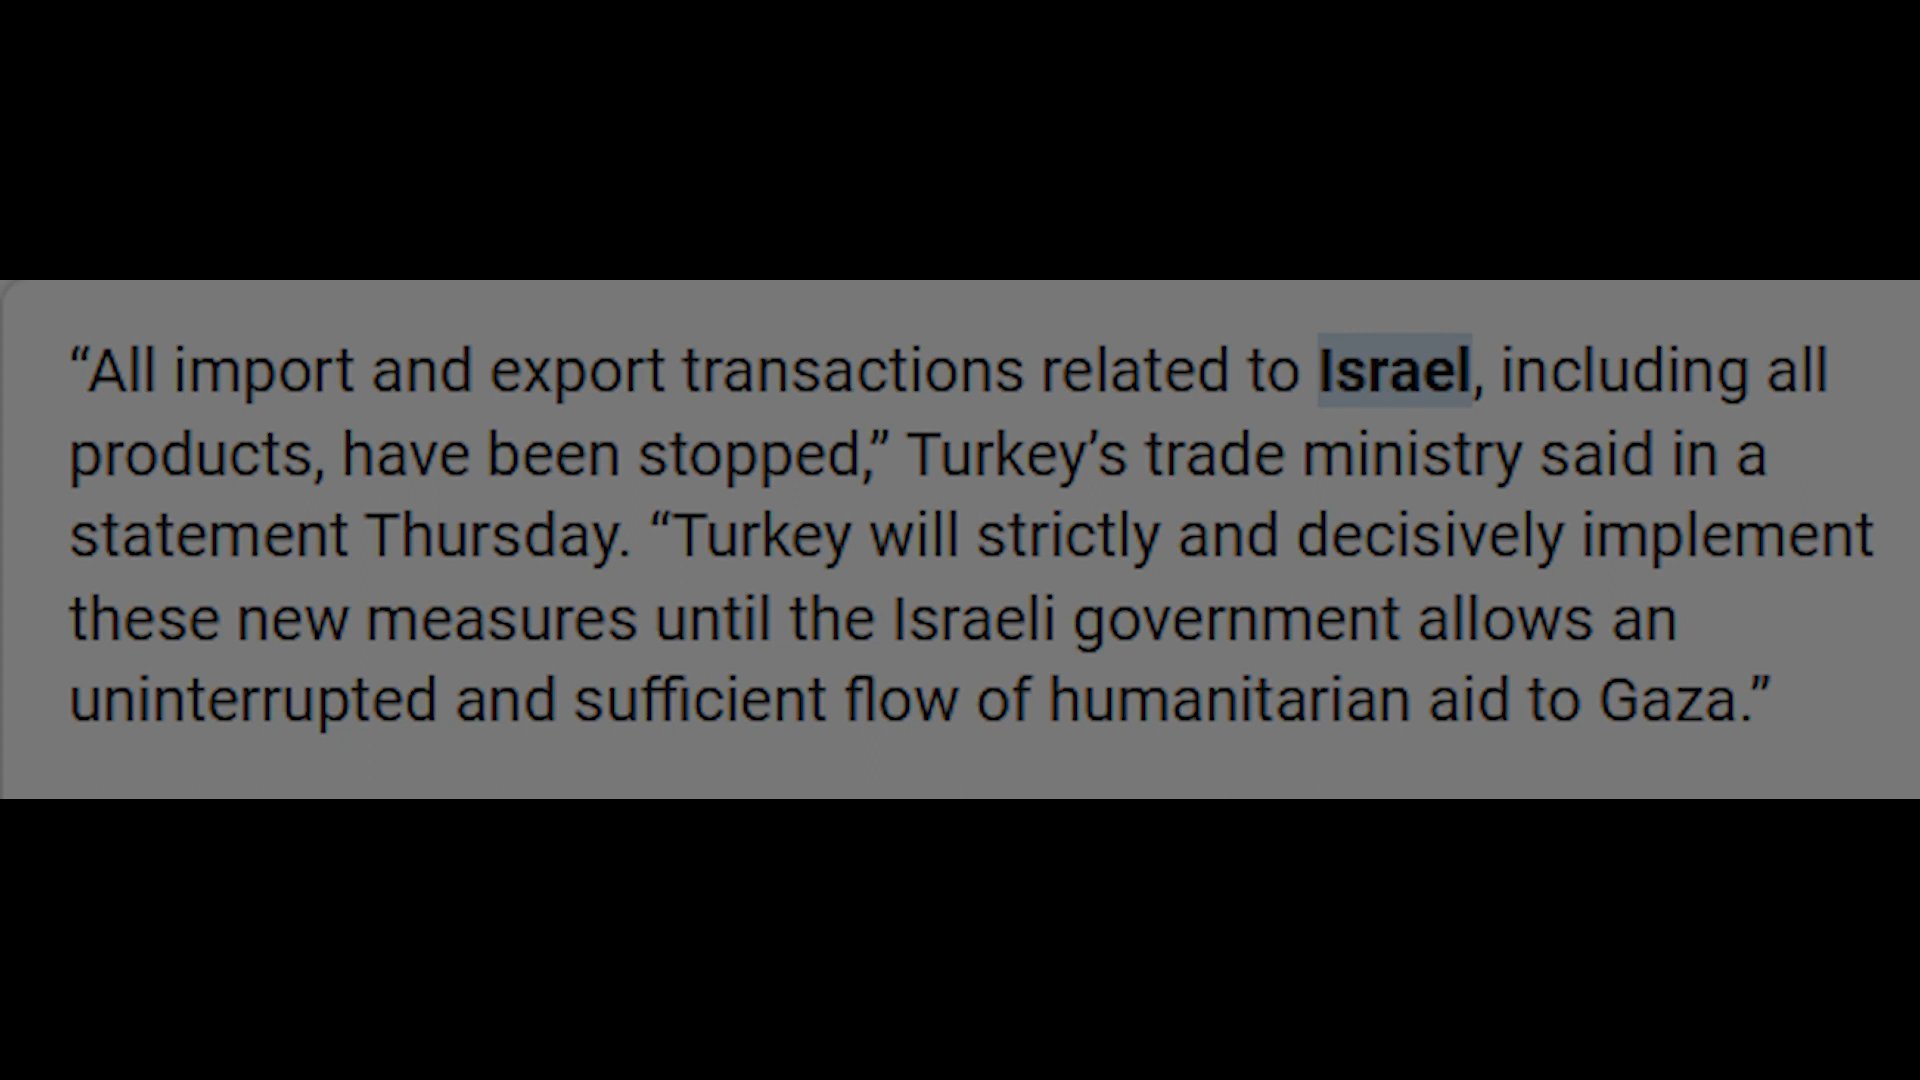 “All import and export transactions related to Israel, including all
products, have been stopped,” Turkey’s trade ministry said in a
statement Thursday. “Turkey will strictly and decisively implement
these new measures until the Israeli government allows an
uninterrupted and sufficient flow of humanitarian aid to Gaza.”